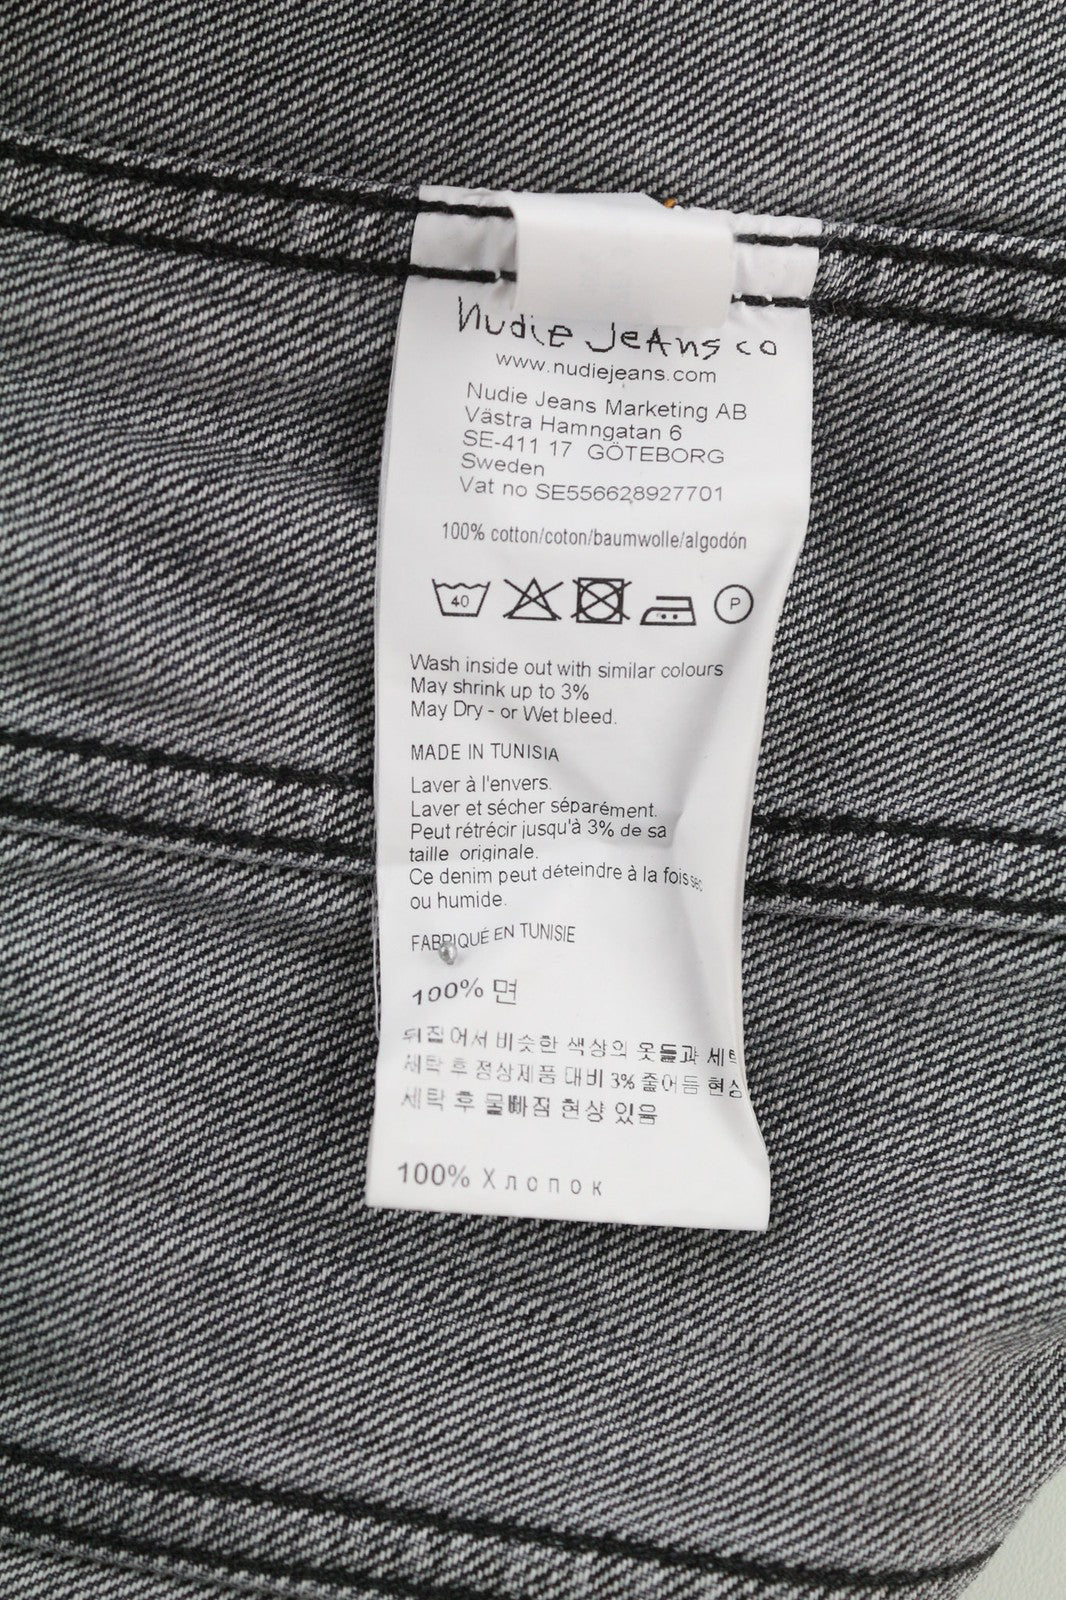 Nudie Jeans co
www.nudiejeans.com
Nudie Jeans Marketing AB
Västra Hamngatan 6
SE-411 17 GÖTEBORG
Sweden
Vat no SE556628927701
100% cotton/coton/baumwolle/algodón
40 P
Wash inside out with similar colours
May shrink up to 3%
May Dry - or Wet bleed.
MADE IN TUNISIA
Laver à l'envers.
Laver et sécher séparément.
Peut rétrécir jusqu'à 3% de sa
taille originale.
Ce denim peut déteindre à la fois sec
ou humide.
FABRIQUÉ EN TUNISIE
100% 면
뒤집어서 비슷한 색상의 옷들과 세탁
세탁 후 정상제품 대비 3% 줄어듬 현상
세탁 후 물빠짐 현상 있음
100% Хлопок